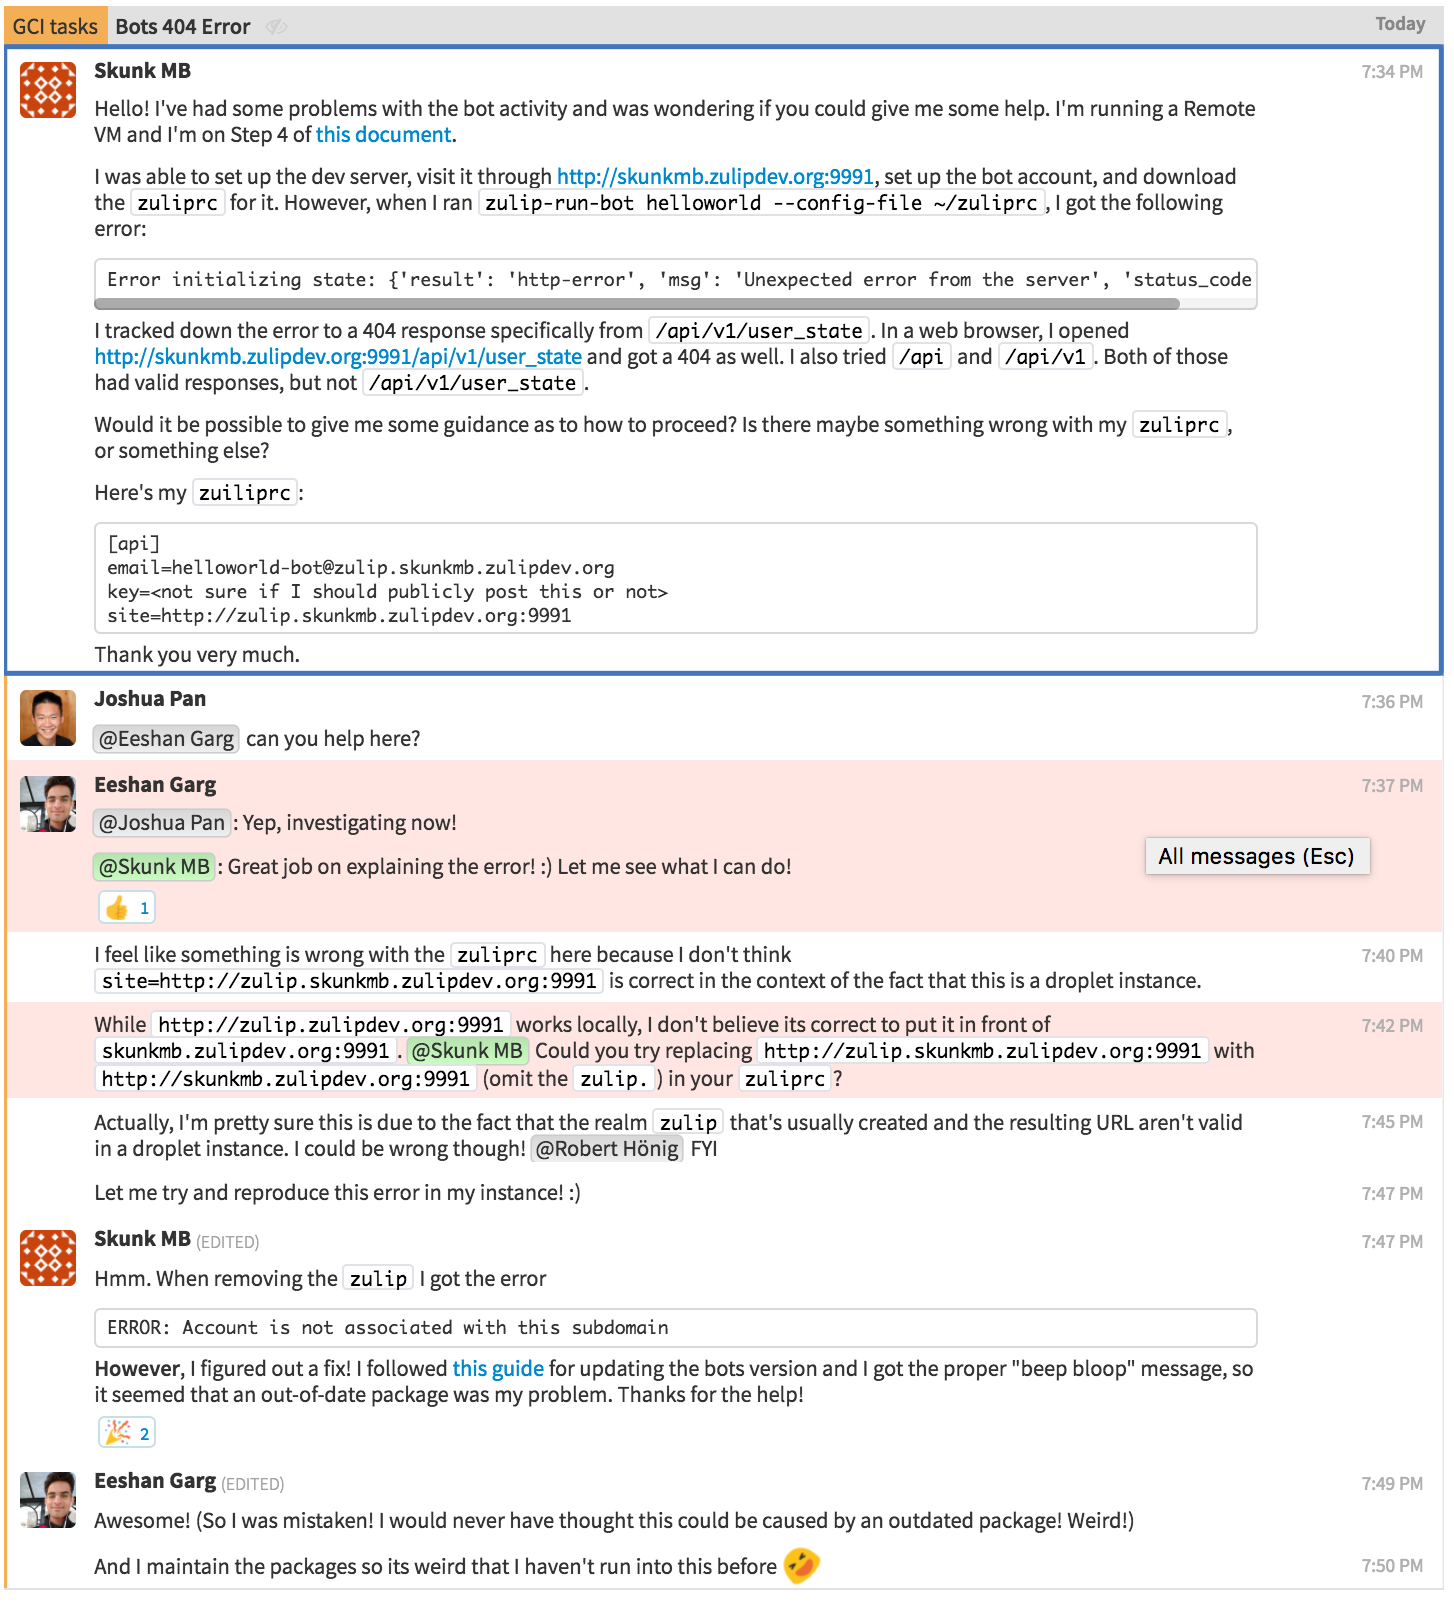 GCI tasks Bots 404 Error Today
Skunk MB 7:34 PM
Hello! I've had some problems with the bot activity and was wondering if you could give me some help. I'm running a Remote
VM and I'm on Step 4 of this document.
I was able to set up the dev server, visit it through http://skunkmb.zulipdev.org:9991, set up the bot account, and download
the zuliprc for it. However, when I ran zulip-run-bot helloworld --config-file ~/zuliprc, I got the following
error:
Error initializing state: {'result': 'http-error', 'msg': 'Unexpected error from the server', 'status_code
I tracked down the error to a 404 response specifically from /api/v1/user_state. In a web browser, I opened
http://skunkmb.zulipdev.org:9991/api/v1/user_state and got a 404 as well. I also tried /api and /api/v1. Both of those
had valid responses, but not /api/v1/user_state.
Would it be possible to give me some guidance as to how to proceed? Is there maybe something wrong with my zuliprc,
or something else?
Here's my zuiliprc:
[api]
email=helloworld-bot@zulip.skunkmb.zulipdev.org
key=<not sure if I should publicly post this or not>
site=http://zulip.skunkmb.zulipdev.org:9991
Thank you very much.
Joshua Pan 7:36 PM
@Eeshan Garg can you help here?
Eeshan Garg 7:37 PM
@Joshua Pan: Yep, investigating now!
All messages (Esc)
@Skunk MB: Great job on explaining the error! :) Let me see what I can do!
👍 1
I feel like something is wrong with the zuliprc here because I don't think 7:40 PM
site=http://zulip.skunkmb.zulipdev.org:9991 is correct in the context of the fact that this is a droplet instance.
While http://zulip.zulipdev.org:9991 works locally, I don't believe its correct to put it in front of 7:42 PM
skunkmb.zulipdev.org:9991. @Skunk MB Could you try replacing http://zulip.skunkmb.zulipdev.org:9991 with
http://skunkmb.zulipdev.org:9991 (omit the zulip. ) in your zuliprc?
Actually, I'm pretty sure this is due to the fact that the realm zulip that's usually created and the resulting URL aren't valid 7:45 PM
in a droplet instance. I could be wrong though! @Robert Hönig FYI
Let me try and reproduce this error in my instance! :) 7:47 PM
Skunk MB (EDITED) 7:47 PM
Hmm. When removing the zulip I got the error
ERROR: Account is not associated with this subdomain
However, I figured out a fix! I followed this guide for updating the bots version and I got the proper "beep bloop" message, so
it seemed that an out-of-date package was my problem. Thanks for the help!
🎉 2
Eeshan Garg (EDITED) 7:49 PM
Awesome! (So I was mistaken! I would never have thought this could be caused by an outdated package! Weird!)
And I maintain the packages so its weird that I haven't run into this before 🤣 7:50 PM